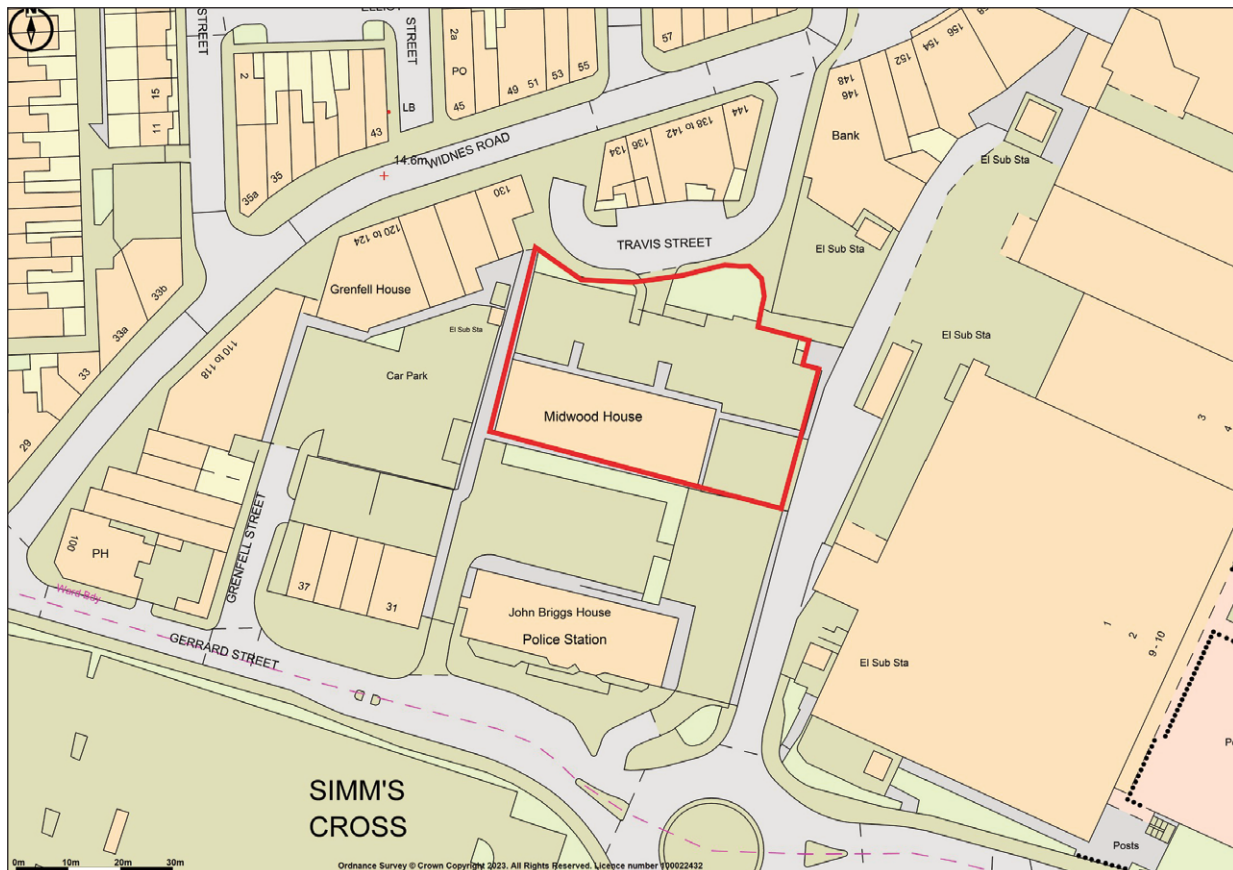 N
STREET
ELLIOT
STREET
2
15
11
43
LB
35
35a
2a
PO
45
49
51
53
55
57
WIDNES ROAD
14.6m
134
136
138 to 142
144
146
148
152
154
156
Bank
El Sub Sta
El Sub Sta
TRAVIS STREET
130
120 to 124
Grenfell House
El Sub Sta
El Sub Sta
Car Park
Midwood House
33b
33a
33
29
110 to 118
GRENFELL STREET
100
PH
37
31
John Briggs House
Police Station
Ward Bdy
GERRARD STREET
El Sub Sta
3
4
1
2
9 - 10
SIMM'S
CROSS
Posts
0m 10m 20m 30m
Ordnance Survey © Crown Copyright 2023. All Rights Reserved. Licence number 100022432